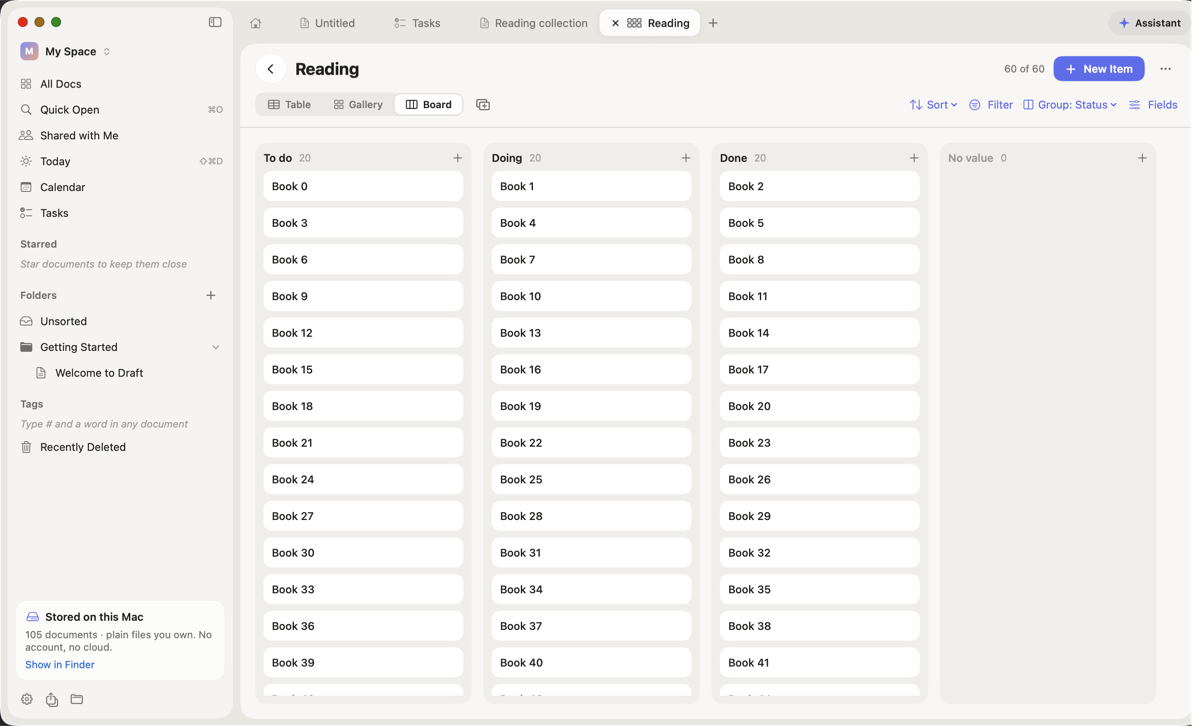 Untitled
Tasks
Reading collection
Reading
Assistant
M My Space
All Docs
Quick Open ⌘O
Shared with Me
Today ⇧⌘D
Calendar
Tasks
Starred
Star documents to keep them close
Folders
Unsorted
Getting Started
Welcome to Draft
Tags
Type # and a word in any document
Recently Deleted
Stored on this Mac
105 documents · plain files you own. No
account, no cloud.
Show in Finder
Reading
60 of 60
New Item
Table
Gallery
Board
Sort
Filter
Group: Status
Fields
To do 20
Book 0
Book 3
Book 6
Book 9
Book 12
Book 15
Book 18
Book 21
Book 24
Book 27
Book 30
Book 33
Book 36
Book 39
Doing 20
Book 1
Book 4
Book 7
Book 10
Book 13
Book 16
Book 19
Book 22
Book 25
Book 28
Book 31
Book 34
Book 37
Book 40
Done 20
Book 2
Book 5
Book 8
Book 11
Book 14
Book 17
Book 20
Book 23
Book 26
Book 29
Book 32
Book 35
Book 38
Book 41
No value 0